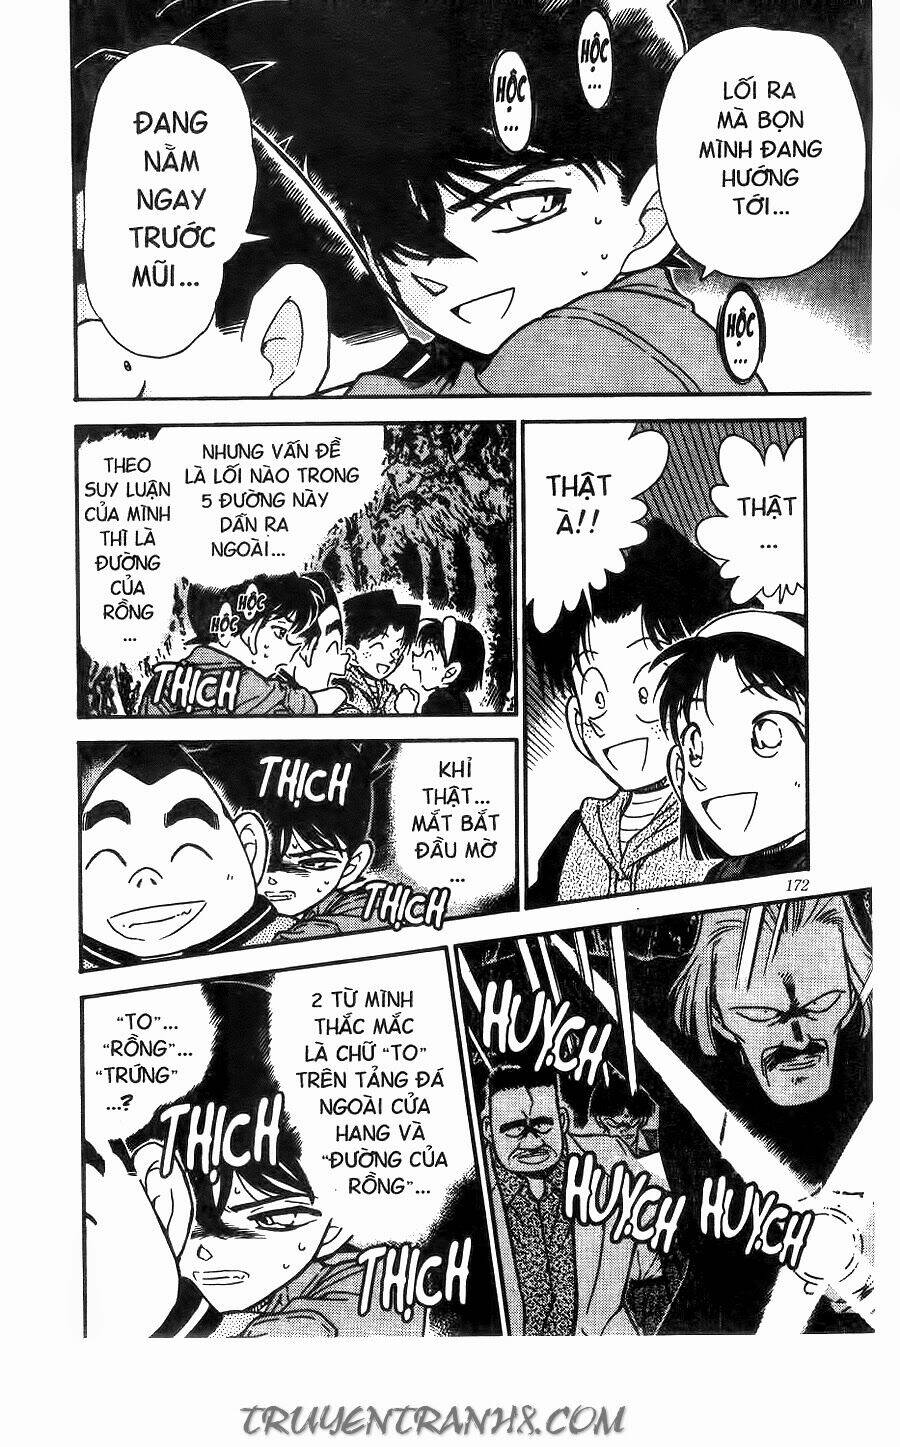 LỐI RA
MÀ BỌN
MÌNH ĐANG
HƯỚNG
TỚI...
HỘC
...
HỘC
...
ĐANG
NẰM
NGAY
TRƯỚC
MŨI...
HỘC
...
NHƯNG VẤN ĐỀ
LÀ LỐI NÀO TRONG
5 ĐƯỜNG NÀY
DẪN RA
NGOÀI...
THEO
SUY LUẬN
CỦA MÌNH
THÌ LÀ
ĐƯỜNG
CỦA
RỒNG
...
HỘC
HỘC
THỊCH
THẬT
...
THẬT
À!!
THỊCH
KHỈ
THẬT...
MẮT BẮT
ĐẦU MỜ
...
THỊCH
172
2 TỪ MÌNH
THẮC MẮC
LÀ CHỮ “TO”
TRÊN TẢNG ĐÁ
NGOÀI CỬA
HANG VÀ
“ĐƯỜNG CỦA
RỒNG”...
“TO”...
“RỒNG”...
“TRỨNG”
...?
THỊCH
THỊCH
HUỴCH
HUỴCH
HUỴCH
TRUYENTRANH8.COM